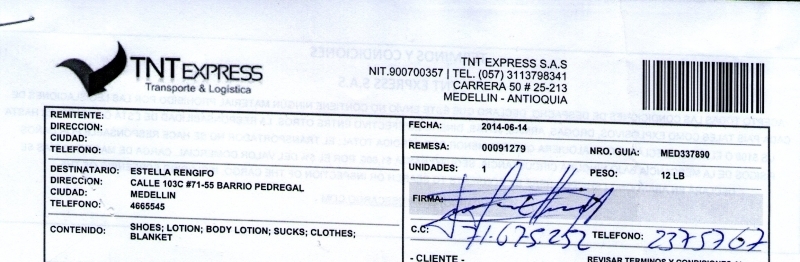 TNT EXPRESS
Transporte & Logística
TNT EXPRESS S.A.S
NIT.900700357 | TEL. (057) 3113798341
CARRERA 50 # 25-213
MEDELLIN - ANTIOQUIA
REMITENTE:
DIRECCION:
CIUDAD:
TELEFONO:
DESTINATARIO: ESTELLA RENGIFO
DIRECCION: CALLE 103C #71-55 BARRIO PEDREGAL
CIUDAD: MEDELLIN
TELEFONO: 4665545
CONTENIDO: SHOES; LOTION; BODY LOTION; SUCKS; CLOTHES;
BLANKET
FECHA: 2014-06-14
REMESA: 00091279 NRO. GUIA: MED337890
UNIDADES: 1 PESO: 12 LB
FIRMA:
C.C: 71.675.252 TELEFONO: 2375767
- CLIENTE -
REVISAR TERMINOS Y CONDICIONES AL